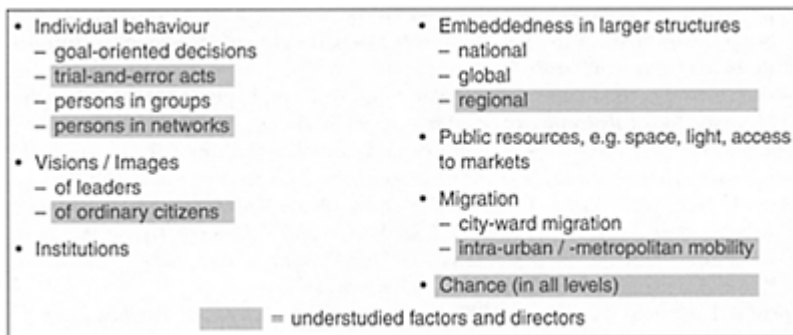 • Individual behaviour
– goal-oriented decisions
– trial-and-error acts
– persons in groups
– persons in networks
• Visions / Images
– of leaders
– of ordinary citizens
• Institutions
• Embeddedness in larger structures
– national
– global
– regional
• Public resources, e.g. space, light, access
to markets
• Migration
– city-ward migration
– intra-urban / -metropolitan mobility
• Chance (in all levels)
= understudied factors and directors